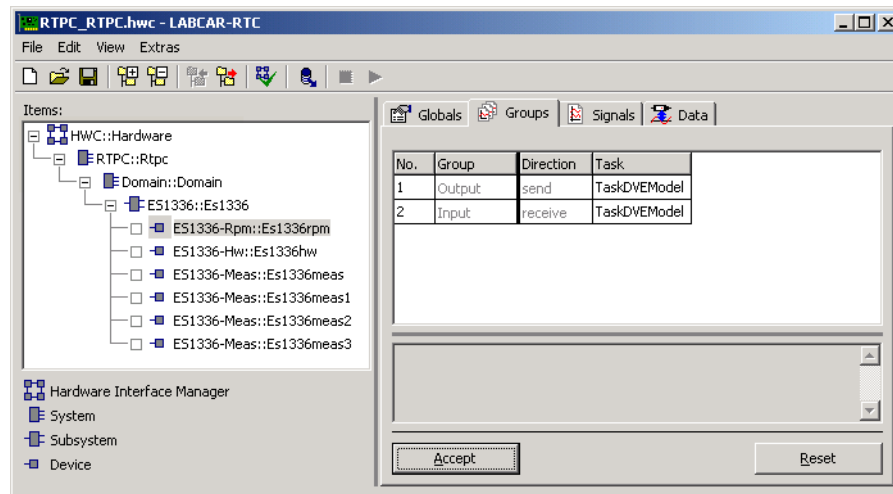 RTPC_RTPC.hwc - LABCAR-RTC
File Edit View Extras
Items:
HWC::Hardware
RTPC::Rtpc
Domain::Domain
ES1336::Es1336
ES1336-Rpm::Es1336rpm
ES1336-Hw::Es1336hw
ES1336-Meas::Es1336meas
ES1336-Meas::Es1336meas1
ES1336-Meas::Es1336meas2
ES1336-Meas::Es1336meas3
Hardware Interface Manager
System
Subsystem
Device
Globals Groups Signals Data
No. Group Direction Task
1 Output send TaskDVEModel
2 Input receive TaskDVEModel
Accept Reset